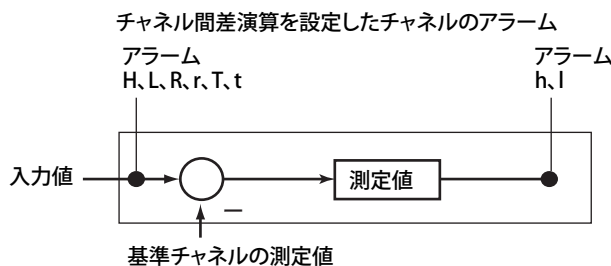 チャネル間差演算を設定したチャネルのアラーム
アラーム
H、L、R、r、T、t
アラーム
h、l
入力値
測定値
−
基準チャネルの測定値